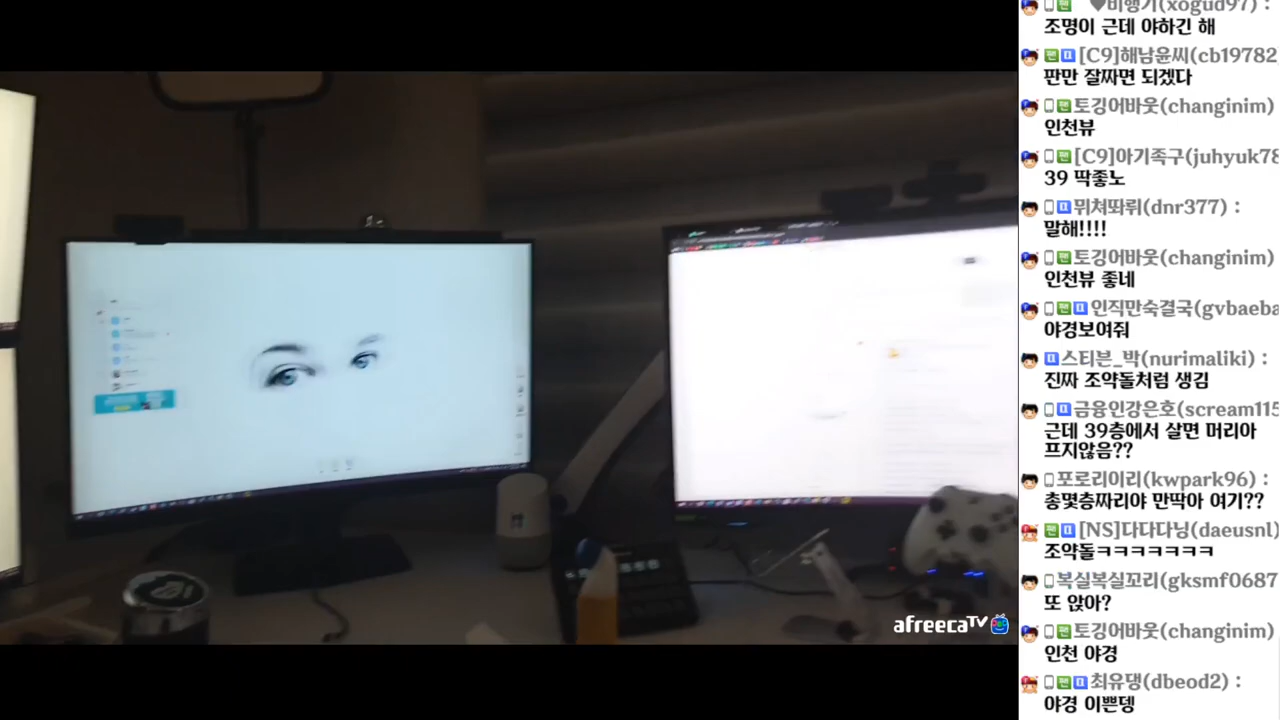 ♥비행기(xogud97) :
조명이 근데 야하긴 해
[C9]해남윤씨(cb19782
판만 잘짜면 되겠다
토깅어바웃(changinim)
인천뷰
[C9]아기족구(juhyuk78
39 딱좋노
뮈쳐똬뤼(dnr377) :
말해!!!!
토깅어바웃(changinim)
인천뷰 좋네
인직만숙결국(gvbaeba
야경보여줘
스티븐_박(nurimaliki) :
진짜 조약돌처럼 생김
금융인강은호(scream115
근데 39층에서 살면 머리아
프지않음??
포로리이리(kwpark96) :
총몇층짜리야 만딱아 여기??
[NS]다다다닝(daeusnl)
조약돌ㅋㅋㅋㅋㅋㅋㅋ
복실복실꼬리(gksmf0687
또 앉아?
토깅어바웃(changinim)
인천 야경
최유댕(dbeod2) :
야경 이쁜뎅
afreecaTV